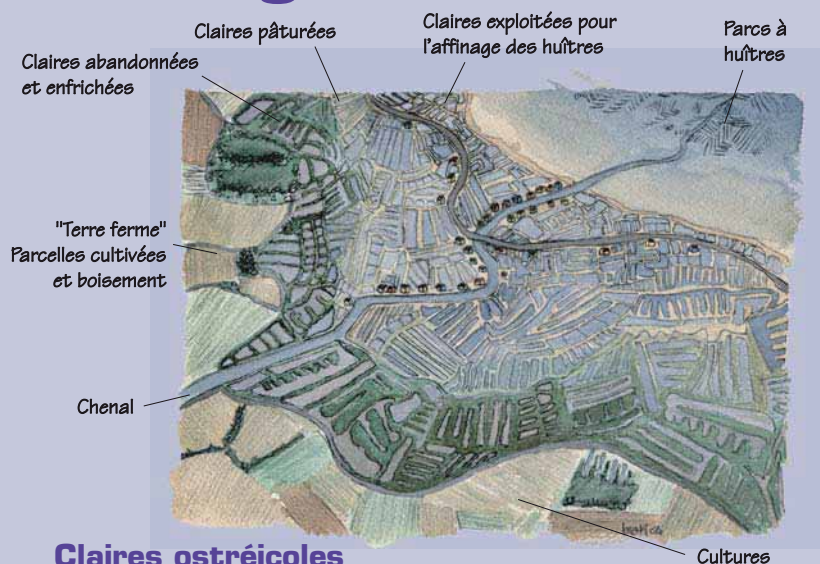 Claires pâturées
Claires exploitées pour
l'affinage des huîtres
Parcs à
huîtres
Claires abandonnées
et enfrichées
"Terre ferme"
Parcelles cultivées
et boisement
Chenal
Cultures
Claires ostréicoles